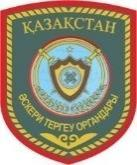 ҚАЗАҚСТАН
ӘСКЕРИ ТЕРГЕУ ОРГАНДАРЫ